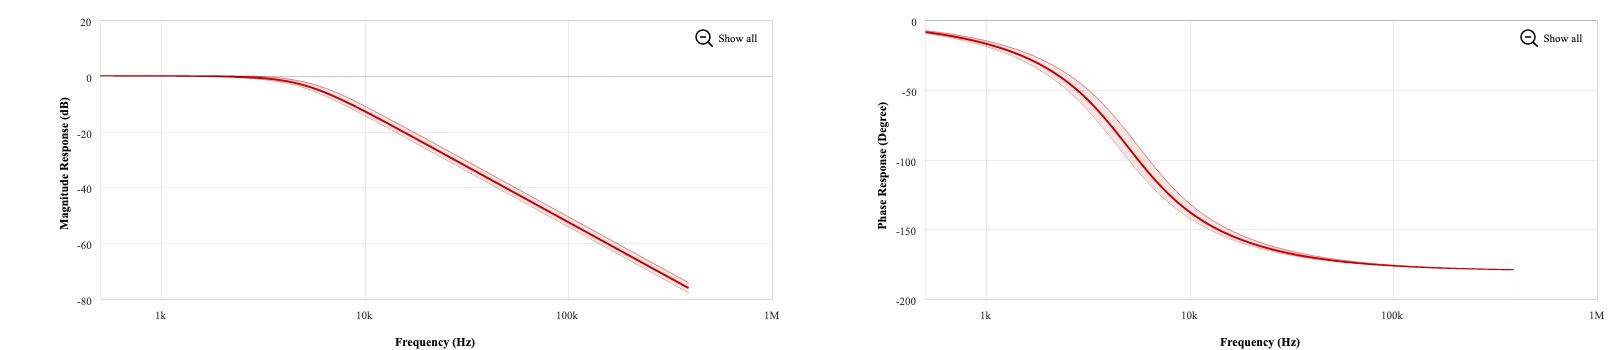 20
0
-20
-40
-60
-80
Magnitude Response (dB)
Show all
1k
10k
100k
1M
Frequency (Hz)
0
-50
-100
-150
-200
Phase Response (Degree)
Show all
1k
10k
100k
1M
Frequency (Hz)